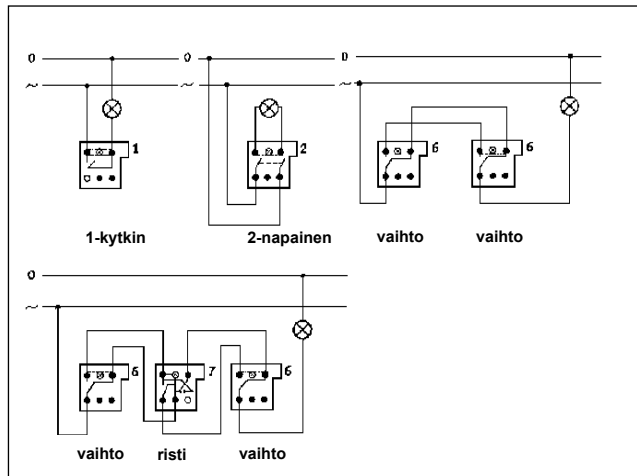 0 0 0
~ ~ ~
1 2 6 6
1-kytkin 2-napainen vaihto vaihto
0
~
6 7 6
vaihto risti vaihto